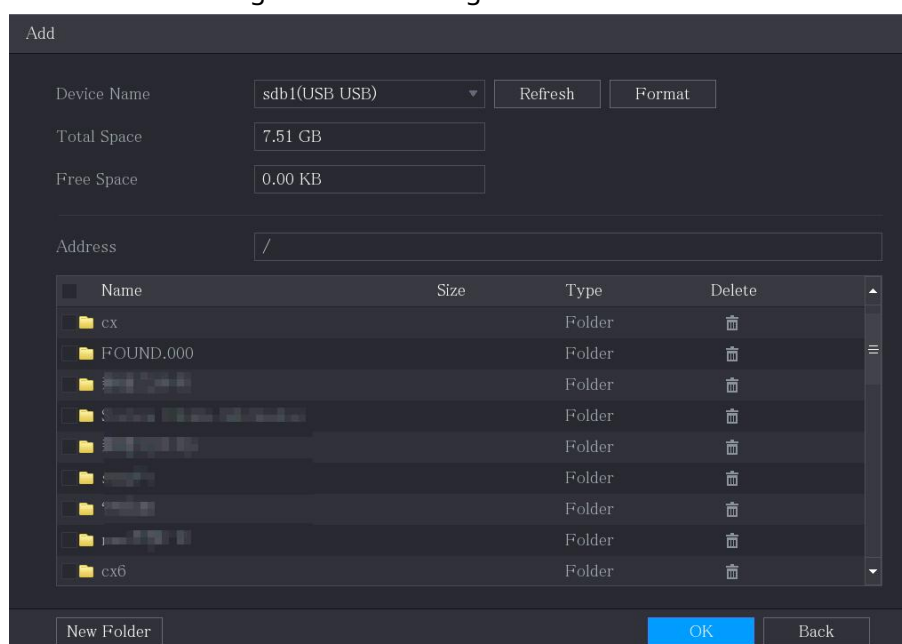 Add
Device Name sdb1(USB USB) Refresh Format
Total Space 7.51 GB
Free Space 0.00 KB
Address /
Name Size Type Delete
cx Folder
FOUND.000 Folder
Folder
Folder
Folder
Folder
Folder
Folder
cx6 Folder
New Folder OK Back